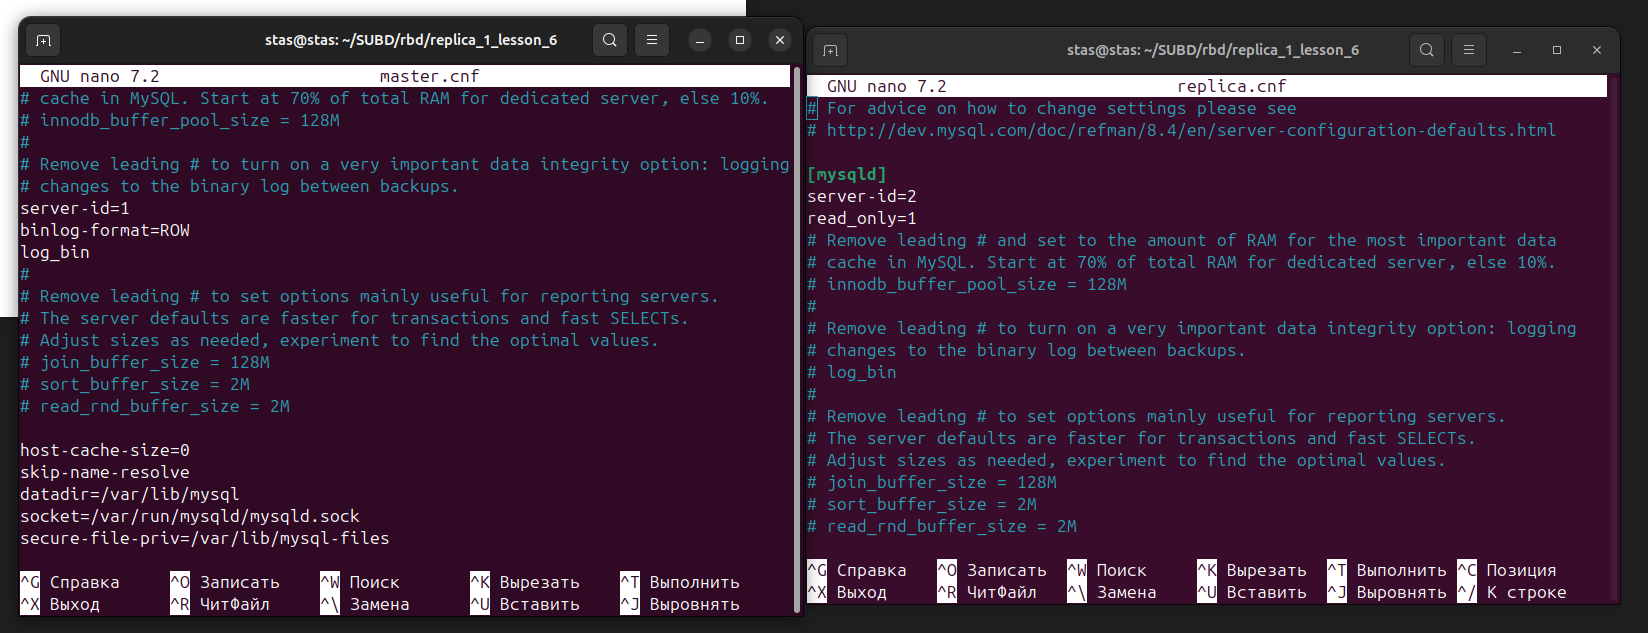 stas@stas: ~/SUBD/rbd/replica_1_lesson_6
GNU nano 7.2 master.cnf
# cache in MySQL. Start at 70% of total RAM for dedicated server, else 10%.
# innodb_buffer_pool_size = 128M
#
# Remove leading # to turn on a very important data integrity option: logging
# changes to the binary log between backups.
server-id=1
binlog-format=ROW
log_bin
#
# Remove leading # to set options mainly useful for reporting servers.
# The server defaults are faster for transactions and fast SELECTs.
# Adjust sizes as needed, experiment to find the optimal values.
# join_buffer_size = 128M
# sort_buffer_size = 2M
# read_rnd_buffer_size = 2M
host-cache-size=0
skip-name-resolve
datadir=/var/lib/mysql
socket=/var/run/mysqld/mysqld.sock
secure-file-priv=/var/lib/mysql-files
^G Справка ^O Записать ^W Поиск ^K Вырезать ^T Выполнить
^X Выход ^R ЧитФайл ^\ Замена ^U Вставить ^J Выровнять
stas@stas: ~/SUBD/rbd/replica_1_lesson_6
GNU nano 7.2 replica.cnf
# For advice on how to change settings please see
# http://dev.mysql.com/doc/refman/8.4/en/server-configuration-defaults.html
[mysqld]
server-id=2
read_only=1
# Remove leading # and set to the amount of RAM for the most important data
# cache in MySQL. Start at 70% of total RAM for dedicated server, else 10%.
# innodb_buffer_pool_size = 128M
#
# Remove leading # to turn on a very important data integrity option: logging
# changes to the binary log between backups.
# log_bin
#
# Remove leading # to set options mainly useful for reporting servers.
# The server defaults are faster for transactions and fast SELECTs.
# Adjust sizes as needed, experiment to find the optimal values.
# join_buffer_size = 128M
# sort_buffer_size = 2M
# read_rnd_buffer_size = 2M
^G Справка ^O Записать ^W Поиск ^K Вырезать ^T Выполнить ^C Позиция
^X Выход ^R ЧитФайл ^\ Замена ^U Вставить ^J Выровнять ^/ К строке